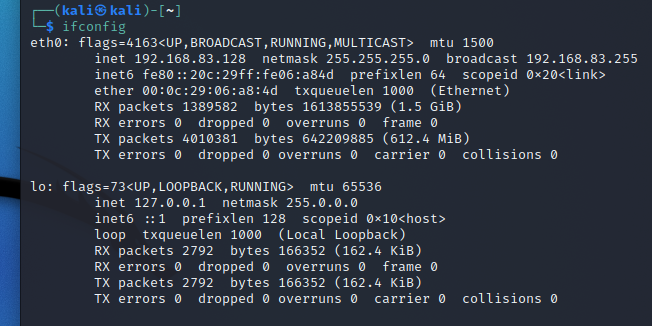 ┌──(kali㉿kali)-[~]
└─$ ifconfig
eth0: flags=4163<UP,BROADCAST,RUNNING,MULTICAST>  mtu 1500
        inet 192.168.83.128  netmask 255.255.255.0  broadcast 192.168.83.255
        inet6 fe80::20c:29ff:fe06:a84d  prefixlen 64  scopeid 0×20<link>
        ether 00:0c:29:06:a8:4d  txqueuelen 1000  (Ethernet)
        RX packets 1389582  bytes 1613855539 (1.5 GiB)
        RX errors 0  dropped 0  overruns 0  frame 0
        TX packets 4010381  bytes 642209885 (612.4 MiB)
        TX errors 0  dropped 0 overruns 0  carrier 0  collisions 0

lo: flags=73<UP,LOOPBACK,RUNNING>  mtu 65536
        inet 127.0.0.1  netmask 255.0.0.0
        inet6 ::1  prefixlen 128  scopeid 0×10<host>
        loop  txqueuelen 1000  (Local Loopback)
        RX packets 2792  bytes 166352 (162.4 KiB)
        RX errors 0  dropped 0  overruns 0  frame 0
        TX packets 2792  bytes 166352 (162.4 KiB)
        TX errors 0  dropped 0 overruns 0  carrier 0  collisions 0